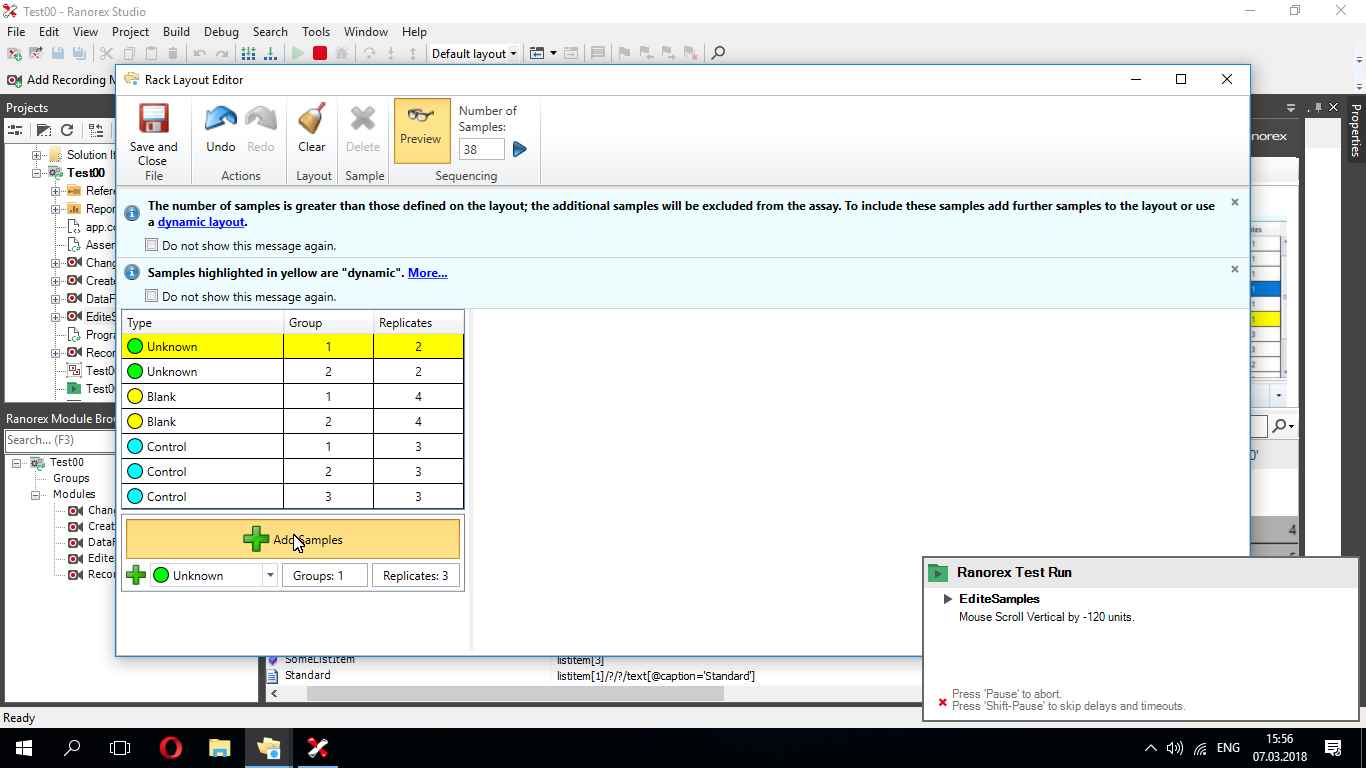 Test00 - Ranorex Studio
File Edit View Project Build Debug Search Tools Window Help
Default layout
Add Recording M
Rack Layout Editor
Projects
Properties
norex
Solution It
Test00
Refere
Repor
app.co
Assem
Chang
Create
DataF
EditeS
Progra
Recor
Test0
Test0
Save and
Close
File
Undo
Redo
Actions
Clear
Layout
Delete
Sample
Preview
Number of
Samples:
38
Sequencing
The number of samples is greater than those defined on the layout; the additional samples will be excluded from the assay. To include these samples add further samples to the layout or use
a dynamic layout.
Do not show this message again.
Samples highlighted in yellow are "dynamic". More...
Do not show this message again.
Type Group Replicates
Unknown 1 2
Unknown 2 2
Blank 1 4
Blank 2 4
Control 1 3
Control 2 3
Control 3 3
Add Samples
Unknown Groups: 1 Replicates: 3
Ranorex Module Brow
Search... (F3)
Test00
Groups
Modules
Chan
Creat
DataF
Edite
Reco
4
Ranorex Test Run
EditeSamples
Mouse Scroll Vertical by -120 units.
Press 'Pause' to abort.
Press 'Shift-Pause' to skip delays and timeouts.
SomeListItem listitem[3]
Standard listitem[1]/?/?/text[@caption='Standard']
Ready
ENG
15:56
07.03.2018